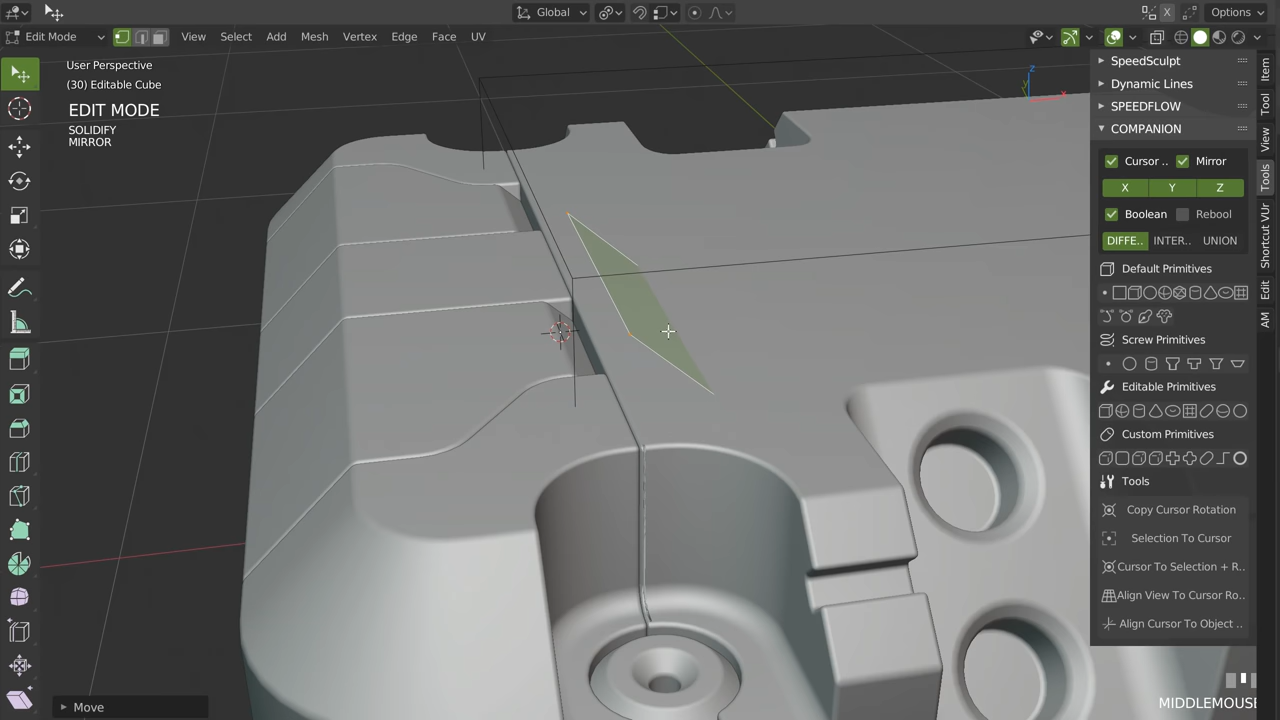 Global
Options
Edit Mode
View Select Add Mesh Vertex Edge Face UV
User Perspective
(30) Editable Cube
EDIT MODE
SOLIDIFY
MIRROR
z
Y
x
SpeedSculpt
Dynamic Lines
SPEEDFLOW
COMPANION
Cursor .. Mirror
X Y Z
Boolean Rebool
DIFFE.. INTER.. UNION
Default Primitives
Screw Primitives
Editable Primitives
Custom Primitives
Tools
Copy Cursor Rotation
Selection To Cursor
Cursor To Selection + R..
Align View To Cursor Ro..
Align Cursor To Object ..
Item
Tool
View
Tools
Shortcut VUr
Edit
AM
Move
MIDDLEMOUSE